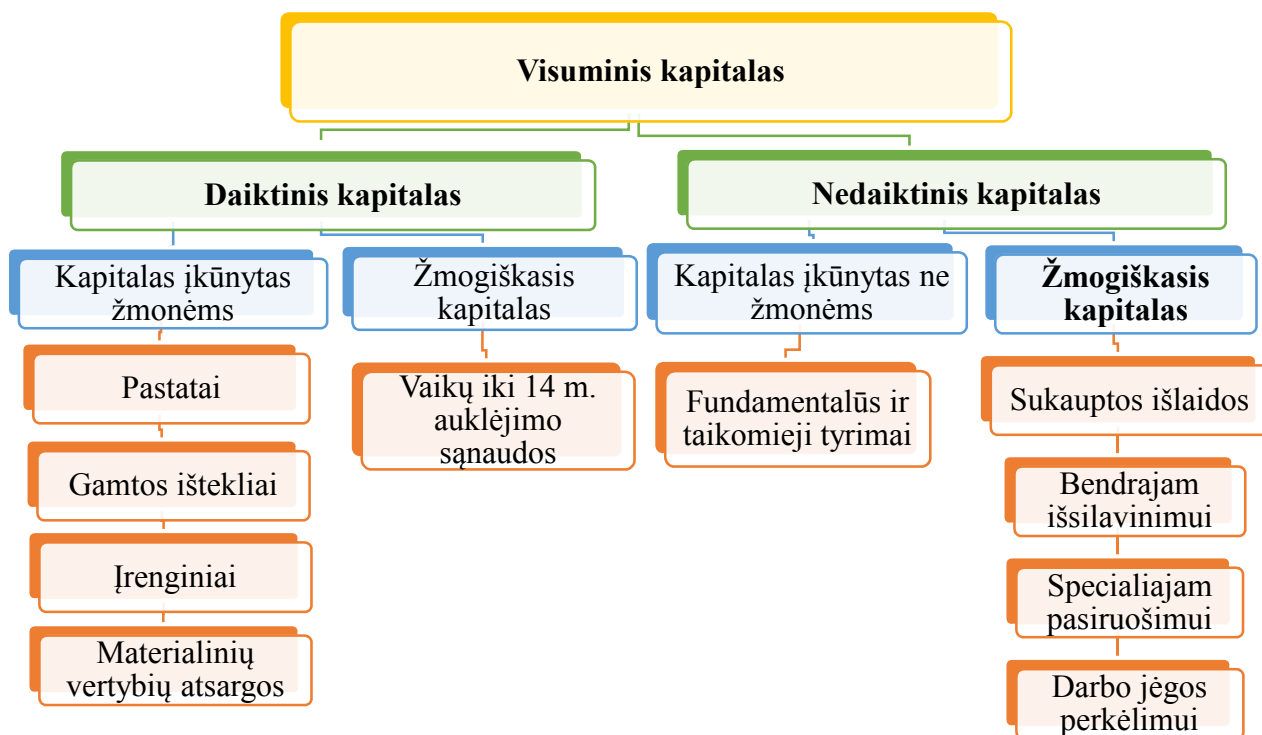 Visuminis kapitalas
Daiktinis kapitalas
Nedaiktinis kapitalas
Kapitalas įkūnytas
žmonėms
Žmogiškasis
kapitalas
Kapitalas įkūnytas ne
žmonėms
Žmogiškasis
kapitalas
Pastatai
Gamtos ištekliai
Įrenginiai
Materialinių
vertybių atsargos
Vaikų iki 14 m.
auklėjimo
sąnaudos
Fundamentalūs ir
taikomieji tyrimai
Sukauptos išlaidos
Bendrajam
išsilavinimui
Specialiajam
pasiruošimui
Darbo jėgos
perkėlimui